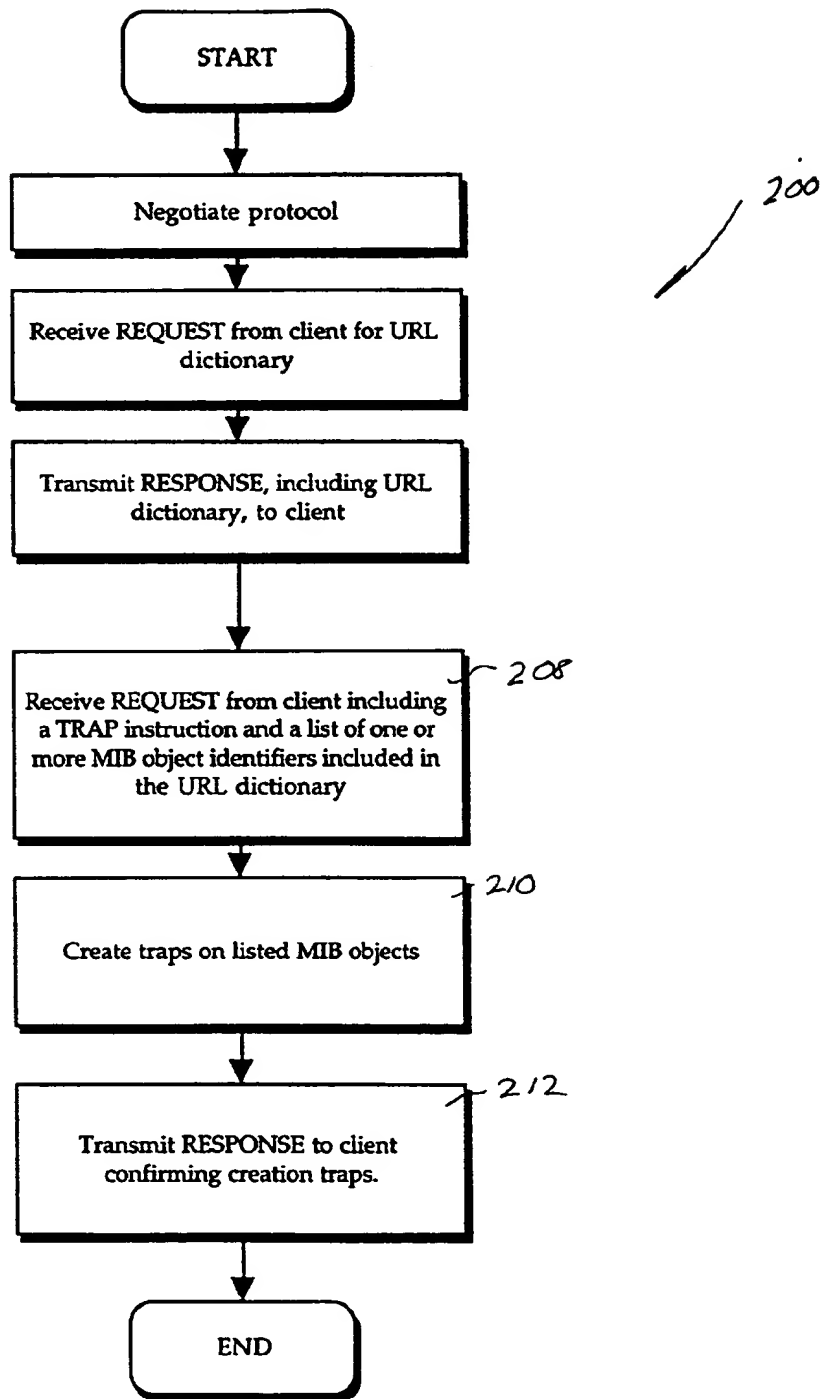 START
200
Negotiate protocol
Receive REQUEST from client for URL
dictionary
Transmit RESPONSE, including URL
dictionary, to client
208
Receive REQUEST from client including
a TRAP instruction and a list of one or
more MIB object identifiers included in
the URL dictionary
210
Create traps on listed MIB objects
212
Transmit RESPONSE to client
confirming creation traps.
END